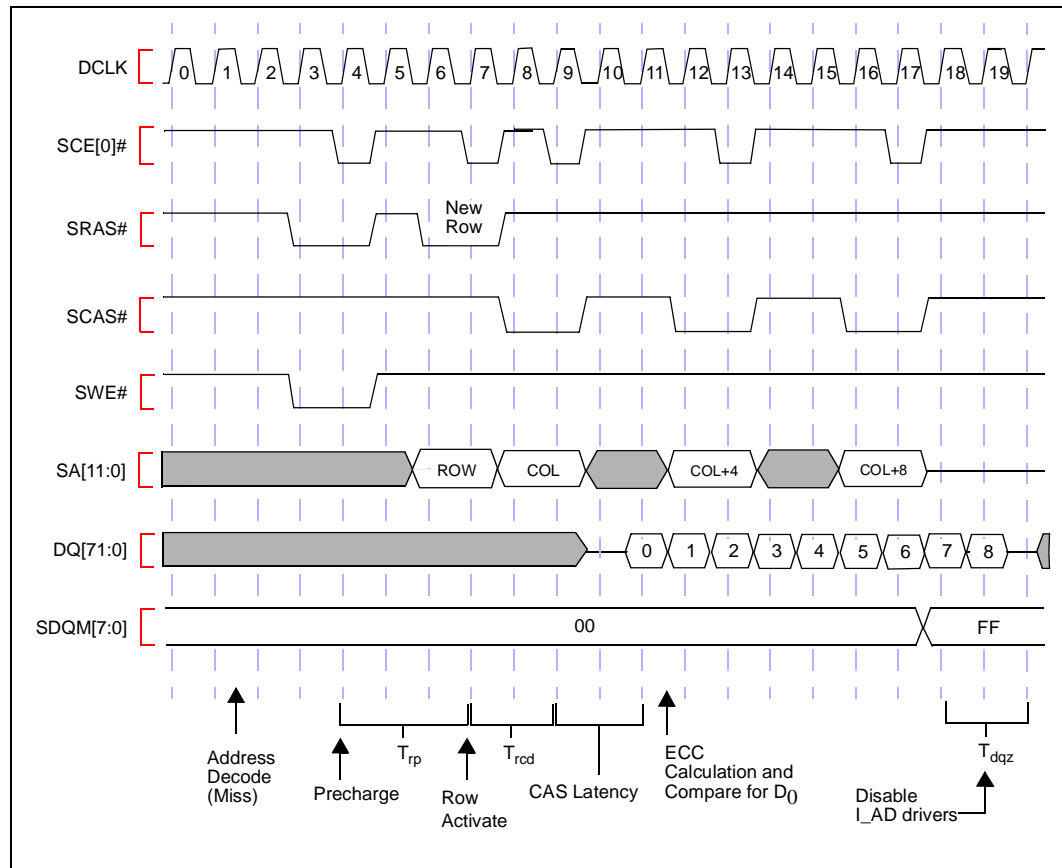 DCLK 0 1 2 3 4 5 6 7 8 9 10 11 12 13 14 15 16 17 18 19
SCE[0]#
SRAS# New
Row
SCAS#
SWE#
SA[11:0] ROW COL COL+4 COL+8
DQ[71:0] 0 1 2 3 4 5 6 7 8
SDQM[7:0] 00 FF
Address
Decode
(Miss)
Precharge
Trp
Row
Activate
Trcd
CAS Latency
ECC
Calculation and
Compare for D0
Tdqz
Disable
I_AD drivers